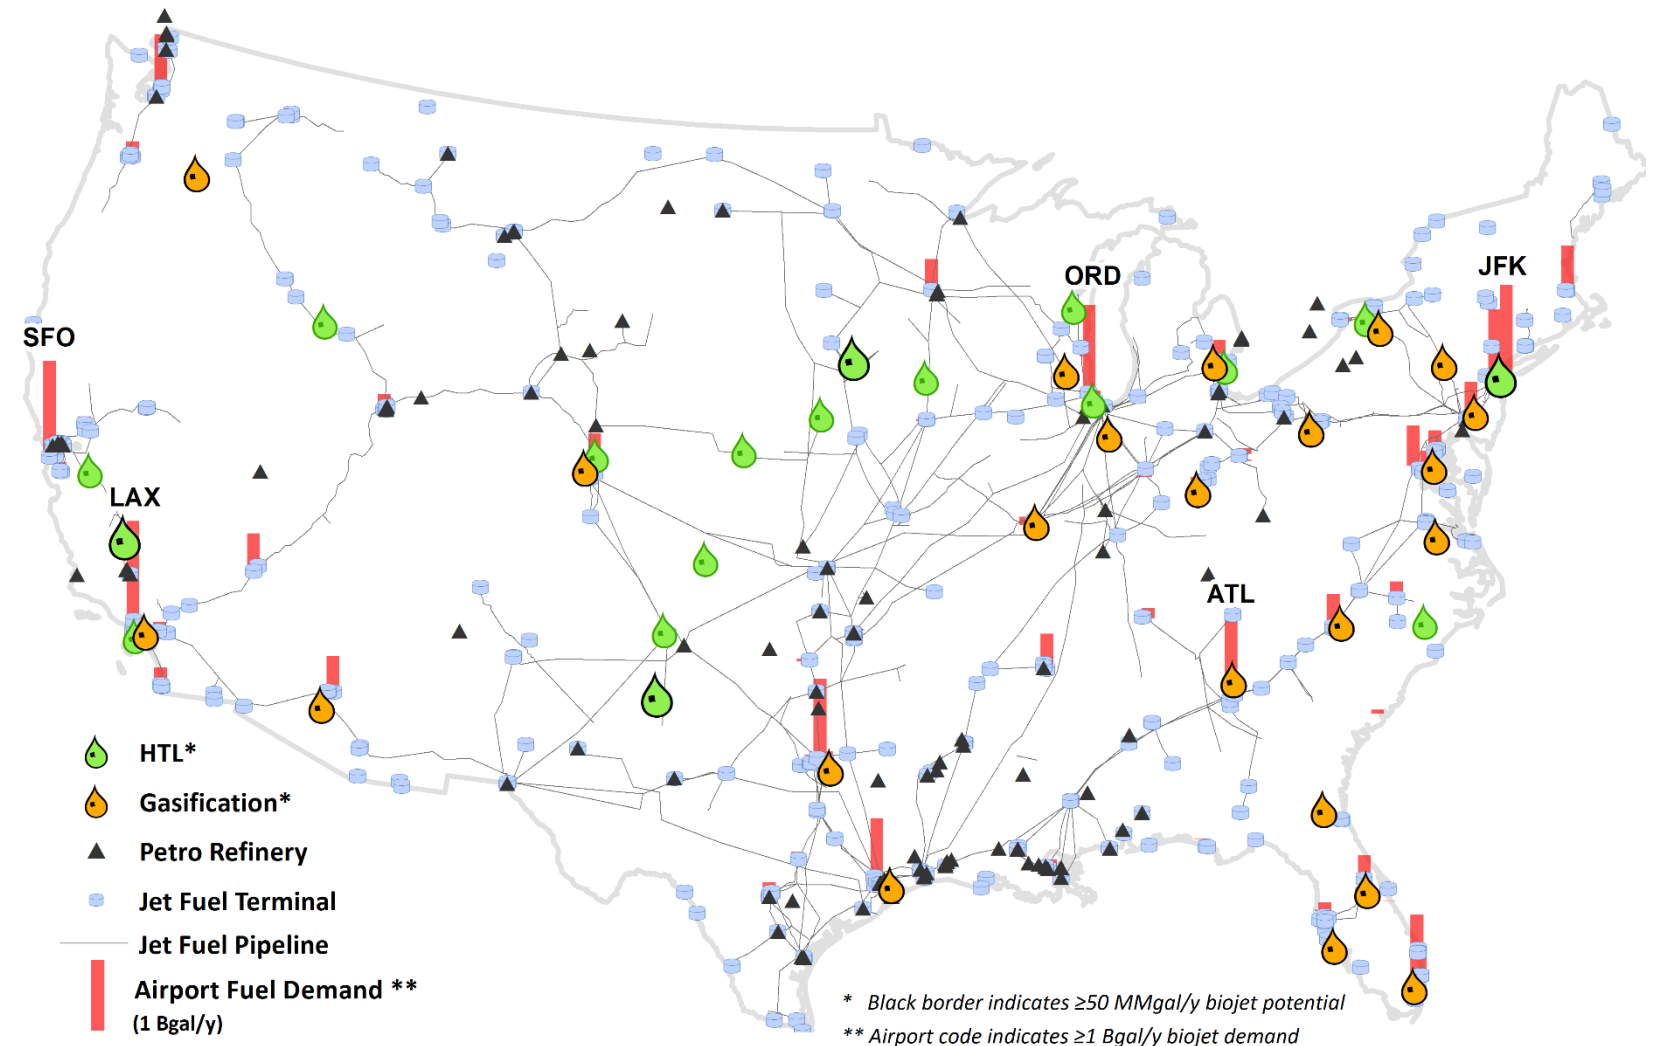 ORD
JFK
SFO
LAX
ATL
HTL*
Gasification*
Petro Refinery
Jet Fuel Terminal
Jet Fuel Pipeline
Airport Fuel Demand **
(1 Bgal/y)
* Black border indicates ≥50 MMgal/y biojet potential
** Airport code indicates ≥1 Bgal/y biojet demand